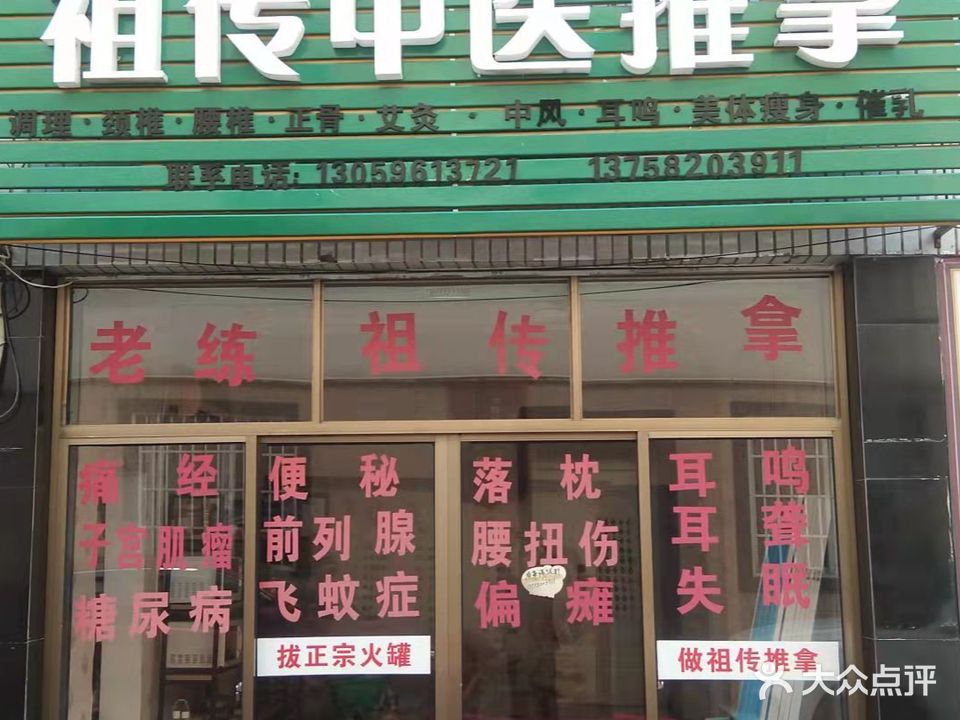 祖传中医推拿
调理·颈椎·腰椎·正骨·艾灸·中风·耳鸣·美体瘦身·催乳
联系电话: 13059613721 13758203911
老练 祖传推拿
痛经
子宫肌瘤
糖尿病
便秘
前列腺
飞蚊症
拔正宗火罐
落枕
腰扭伤
偏瘫
耳鸣
耳聋
失眠
做祖传推拿
大众点评